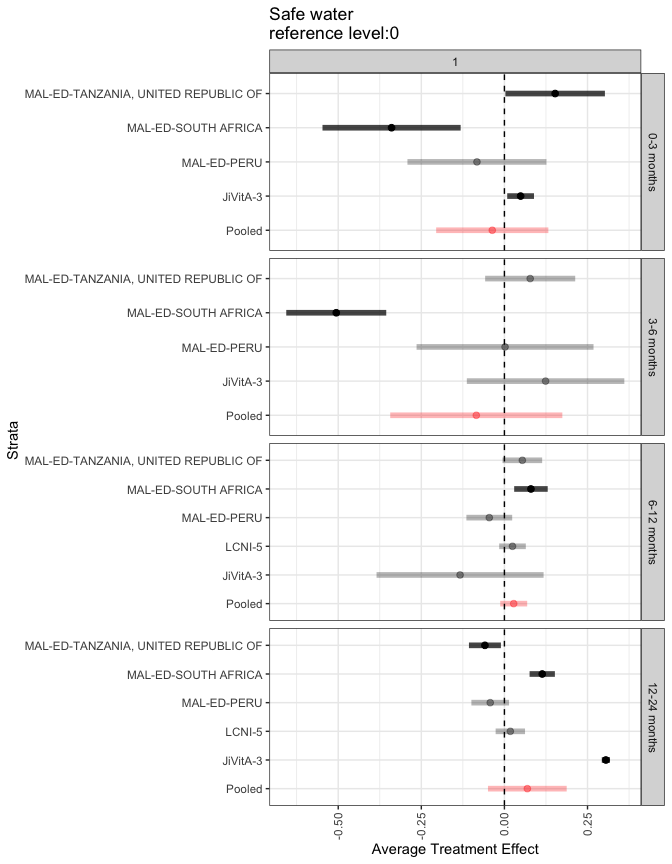 Safe water
reference level:0
1
MAL-ED-TANZANIA, UNITED REPUBLIC OF
MAL-ED-SOUTH AFRICA
MAL-ED-PERU
JiVitA-3
Pooled
0-3 months
MAL-ED-TANZANIA, UNITED REPUBLIC OF
MAL-ED-SOUTH AFRICA
MAL-ED-PERU
JiVitA-3
Pooled
3-6 months
MAL-ED-TANZANIA, UNITED REPUBLIC OF
MAL-ED-SOUTH AFRICA
MAL-ED-PERU
LCNI-5
JiVitA-3
Pooled
6-12 months
MAL-ED-TANZANIA, UNITED REPUBLIC OF
MAL-ED-SOUTH AFRICA
MAL-ED-PERU
LCNI-5
JiVitA-3
Pooled
12-24 months
Strata
-0.50
-0.25
0.00
0.25
Average Treatment Effect